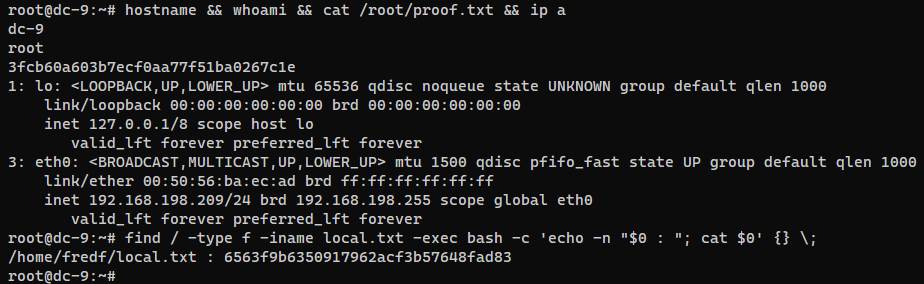 root@dc-9:~# hostname && whoami && cat /root/proof.txt && ip a
dc-9
root
3fcb60a603b7ecf0aa77f51ba0267c1e
1: lo: <LOOPBACK,UP,LOWER_UP> mtu 65536 qdisc noqueue state UNKNOWN group default qlen 1000
    link/loopback 00:00:00:00:00:00 brd 00:00:00:00:00:00
    inet 127.0.0.1/8 scope host lo
       valid_lft forever preferred_lft forever
3: eth0: <BROADCAST,MULTICAST,UP,LOWER_UP> mtu 1500 qdisc pfifo_fast state UP group default qlen 1000
    link/ether 00:50:56:ba:ec:ad brd ff:ff:ff:ff:ff:ff
    inet 192.168.198.209/24 brd 192.168.198.255 scope global eth0
       valid_lft forever preferred_lft forever
root@dc-9:~# find / -type f -iname local.txt -exec bash -c 'echo -n "$0 : "; cat $0' {} \;
/home/fredf/local.txt : 6563f9b6350917962acf3b57648fad83
root@dc-9:~#